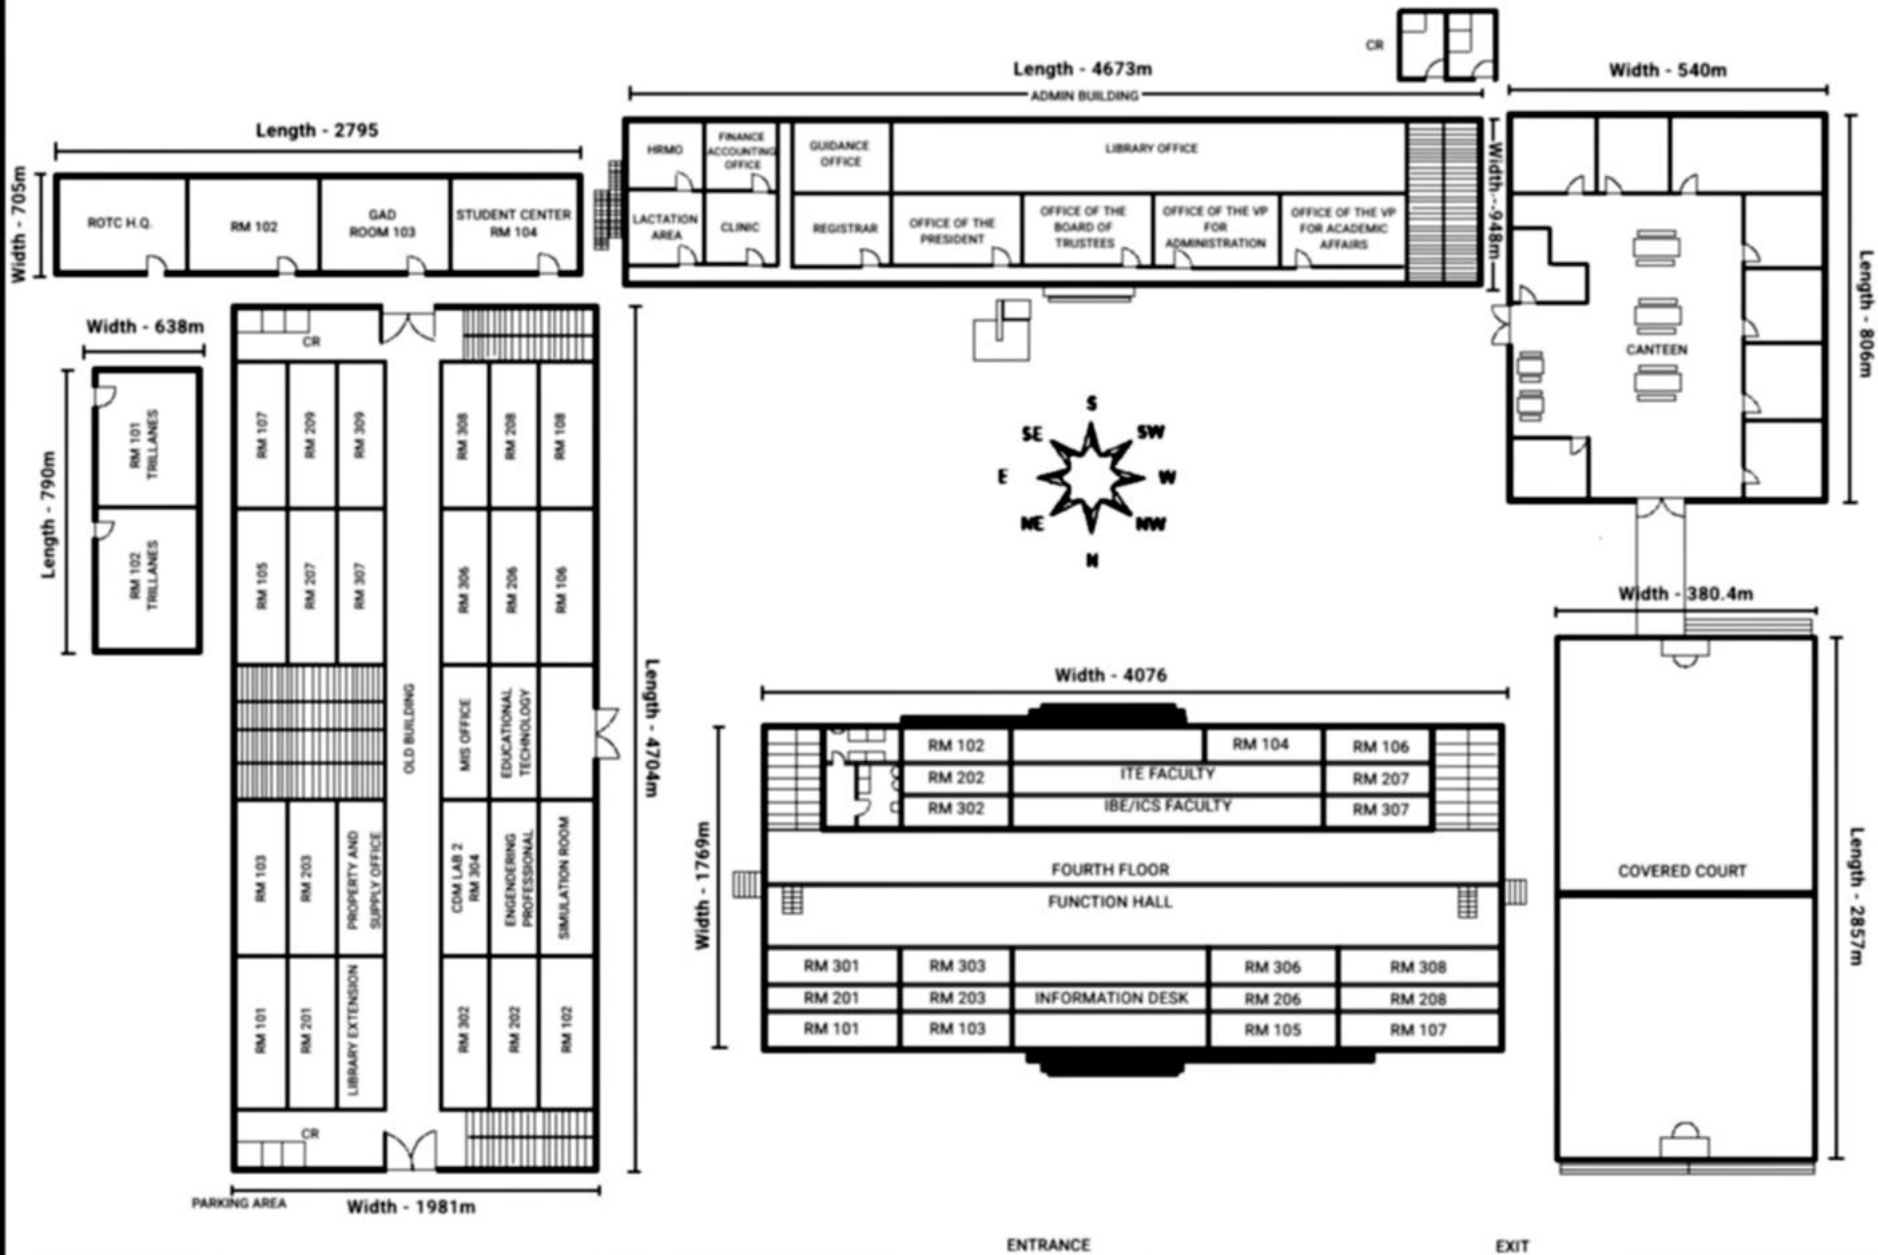 CR
Length - 4673m
ADMIN BUILDING
Width - 540m
Length - 2795
Width - 705m
ROTC H.Q.
RM 102
GAD
ROOM 103
STUDENT CENTER
RM 104
HRMO
FINANCE
ACCOUNTING
OFFICE
GUIDANCE
OFFICE
LIBRARY OFFICE
LACTATION
AREA
CLINIC
REGISTRAR
OFFICE OF THE
PRESIDENT
OFFICE OF THE
BOARD OF
TRUSTEES
OFFICE OF THE VP
FOR
ADMINISTRATION
OFFICE OF THE VP
FOR ACADEMIC
AFFAIRS
Width - 948m
CANTEEN
Length - 806m
Width - 638m
Length - 790m
RM 101
TRILLANES
RM 102
TRILLANES
CR
RM 107
RM 209
RM 309
RM 308
RM 208
RM 108
RM 105
RM 207
RM 307
RM 306
RM 206
RM 106
OLD BUILDING
MIS OFFICE
EDUCATIONAL
TECHNOLOGY
RM 103
RM 203
PROPERTY AND
SUPPLY OFFICE
CDM LAB 2
RM 304
ENGENDERING
PROFESSIONAL
SIMULATION ROOM
RM 101
RM 201
LIBRARY EXTENSION
RM 302
RM 202
RM 102
CR
Length - 4704m
PARKING AREA
Width - 1981m
S
SE
SW
E
W
NE
NW
N
Width - 4076
Width - 1769m
RM 102
RM 104
RM 106
RM 202
ITE FACULTY
RM 207
RM 302
IBE/ICS FACULTY
RM 307
FOURTH FLOOR
FUNCTION HALL
RM 301
RM 303
RM 306
RM 308
RM 201
RM 203
INFORMATION DESK
RM 206
RM 208
RM 101
RM 103
RM 105
RM 107
Width - 380.4m
COVERED COURT
Length - 2857m
ENTRANCE
EXIT